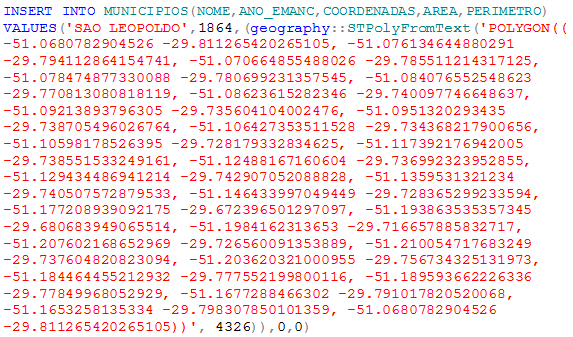 INSERT INTO MUNICIPIOS(NOME,ANO_EMANC,COORDENADAS,AREA,PERIMETRO)
VALUES('SAO LEOPOLDO',1864,(geography::STPolyFromText('POLYGON((
-51.0680782904526 -29.811265420265105, -51.076134644880291
-29.794112864154741, -51.070664855488026 -29.785511214317125,
-51.078474877330088 -29.780699231357545, -51.084076552548623
-29.770813080818119, -51.08623615282346 -29.740097746648637,
-51.09213893796305 -29.735604104002476, -51.0951320293435
-29.738705496026764, -51.106427353511528 -29.734368217900656,
-51.10598178526395 -29.728179332834625, -51.117392176942005
-29.738551533249161, -51.12488167160604 -29.736992323952855,
-51.129434486941214 -29.742907052088828, -51.1359531321234
-29.740507572879533, -51.146433997049449 -29.728365299233594,
-51.177208939092175 -29.672396501297097, -51.193863535357345
-29.680683949065514, -51.1984162313653 -29.716657885832717,
-51.207602168652969 -29.726560091353889, -51.210054717683249
-29.737604820823094, -51.203620321000955 -29.756734325131973,
-51.184464455212932 -29.777552199800116, -51.189593662226336
-29.77849968052929, -51.1677288466302 -29.791017820520068,
-51.1653258135334 -29.798307850101359, -51.0680782904526
-29.811265420265105))', 4326)),0,0)